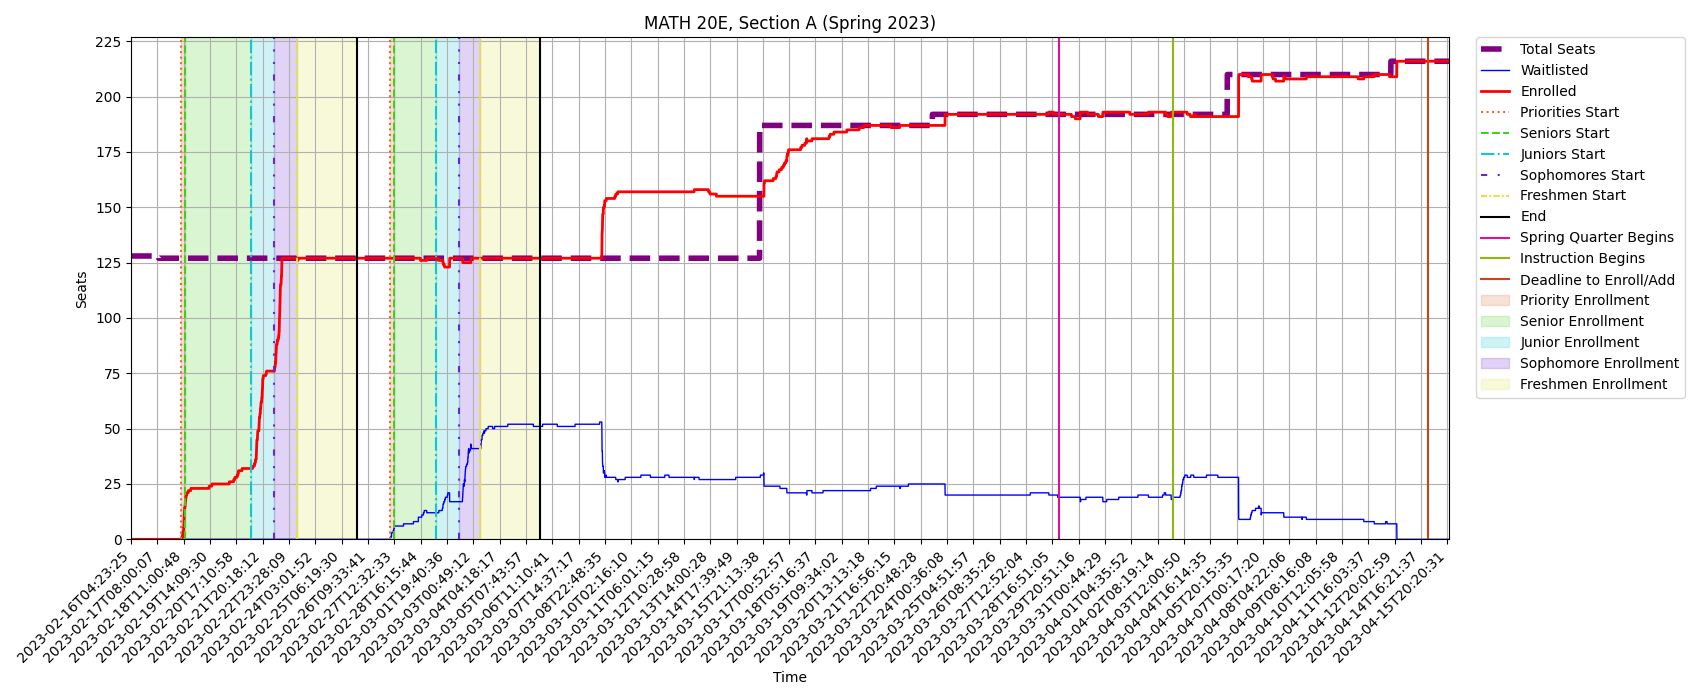 MATH 20E, Section A (Spring 2023)
Seats
225
200
175
150
125
100
75
50
25
0
2023-02-16T04:23:25
2023-02-17T08:00:07
2023-02-18T11:00:48
2023-02-19T14:09:30
2023-02-20T17:10:58
2023-02-21T20:18:12
2023-02-22T23:28:09
2023-02-24T03:01:52
2023-02-25T06:19:30
2023-02-26T09:33:41
2023-02-27T12:32:33
2023-02-28T16:15:44
2023-03-01T19:40:36
2023-03-03T00:49:12
2023-03-04T04:18:17
2023-03-05T07:43:57
2023-03-06T11:10:41
2023-03-07T14:37:17
2023-03-08T22:48:35
2023-03-10T02:16:10
2023-03-11T06:01:15
2023-03-12T10:28:58
2023-03-13T14:00:28
2023-03-14T17:39:49
2023-03-15T21:13:38
2023-03-17T00:52:57
2023-03-18T05:16:37
2023-03-19T09:34:02
2023-03-20T13:13:18
2023-03-21T16:56:15
2023-03-22T20:48:28
2023-03-24T00:36:09
2023-03-25T04:51:57
2023-03-26T08:35:26
2023-03-27T12:52:04
2023-03-28T16:51:05
2023-03-29T20:51:16
2023-03-31T00:44:29
2023-04-01T04:35:52
2023-04-02T08:19:14
2023-04-03T12:00:50
2023-04-04T16:14:35
2023-04-05T20:15:35
2023-04-07T00:17:20
2023-04-08T04:22:06
2023-04-09T08:16:08
2023-04-10T12:05:58
2023-04-11T16:03:37
2023-04-12T20:02:59
2023-04-14T16:21:37
2023-04-15T20:20:31
Time
Total Seats
Waitlisted
Enrolled
Priorities Start
Seniors Start
Juniors Start
Sophomores Start
Freshmen Start
End
Spring Quarter Begins
Instruction Begins
Deadline to Enroll/Add
Priority Enrollment
Senior Enrollment
Junior Enrollment
Sophomore Enrollment
Freshmen Enrollment